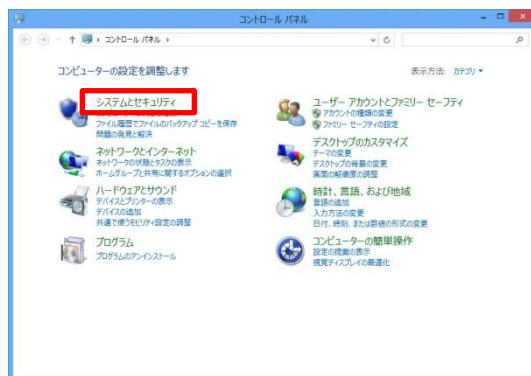 コントロール パネル
コントロール パネル
コンピューターの設定を調整します
表示方法: カテゴリ
システムとセキュリティ
ファイル履歴でファイルのバックアップ コピーを保存
問題の発見と解決
ネットワークとインターネット
ネットワークの状態とタスクの表示
ホームグループと共有に関するオプションの選択
ハードウェアとサウンド
デバイスとプリンターの表示
デバイスの追加
共通で使うモビリティ設定の調整
プログラム
プログラムのアンインストール
ユーザー アカウントとファミリー セーフティ
アカウントの種類の変更
ファミリー セーフティの設定
デスクトップのカスタマイズ
テーマの変更
デスクトップの背景の変更
画面の解像度の調整
時計、言語、および地域
言語の追加
入力方法の変更
日付、時刻、または数値の形式の変更
コンピューターの簡単操作
設定の提案の表示
視覚ディスプレイの最適化